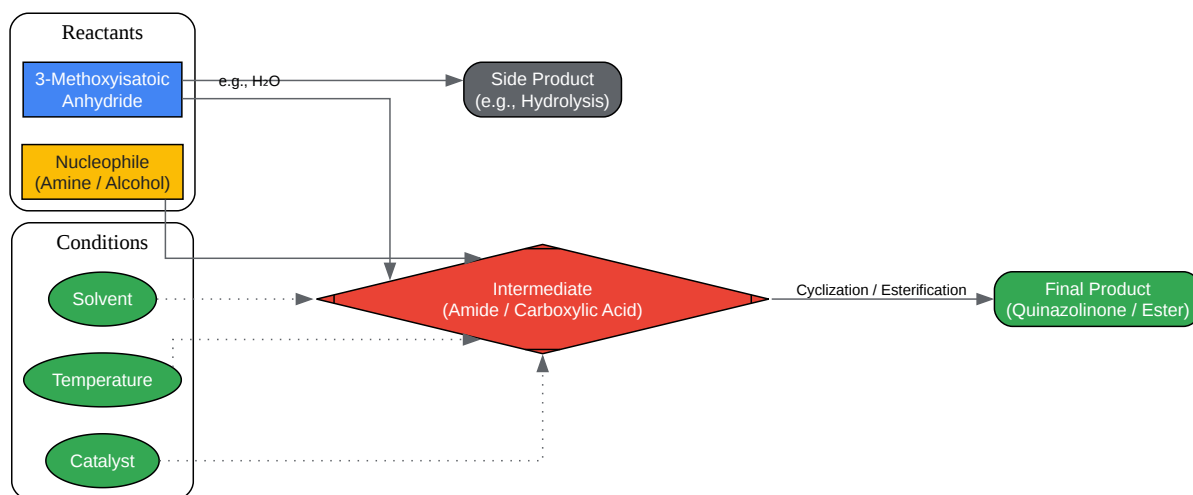 Reactants
3-Methoxyisatoic
Anhydride
e.g., H₂O
Side Product
(e.g., Hydrolysis)
Nucleophile
(Amine / Alcohol)
Conditions
Solvent
Temperature
Catalyst
Intermediate
(Amide / Carboxylic Acid)
Cyclization / Esterification
Final Product
(Quinazolinone / Ester)